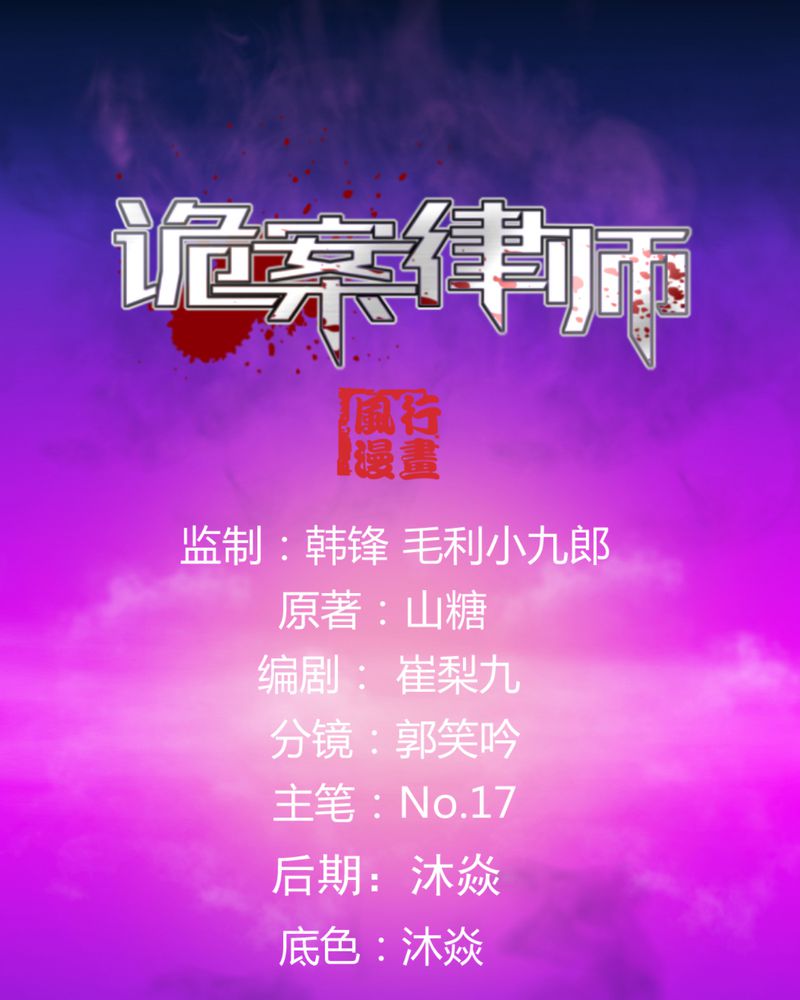 诡案律师
風行
漫畫
监制：韩锋 毛利小九郎
原著：山糖
编剧： 崔梨九
分镜：郭笑吟
主笔：No.17
后期：沐焱
底色：沐焱